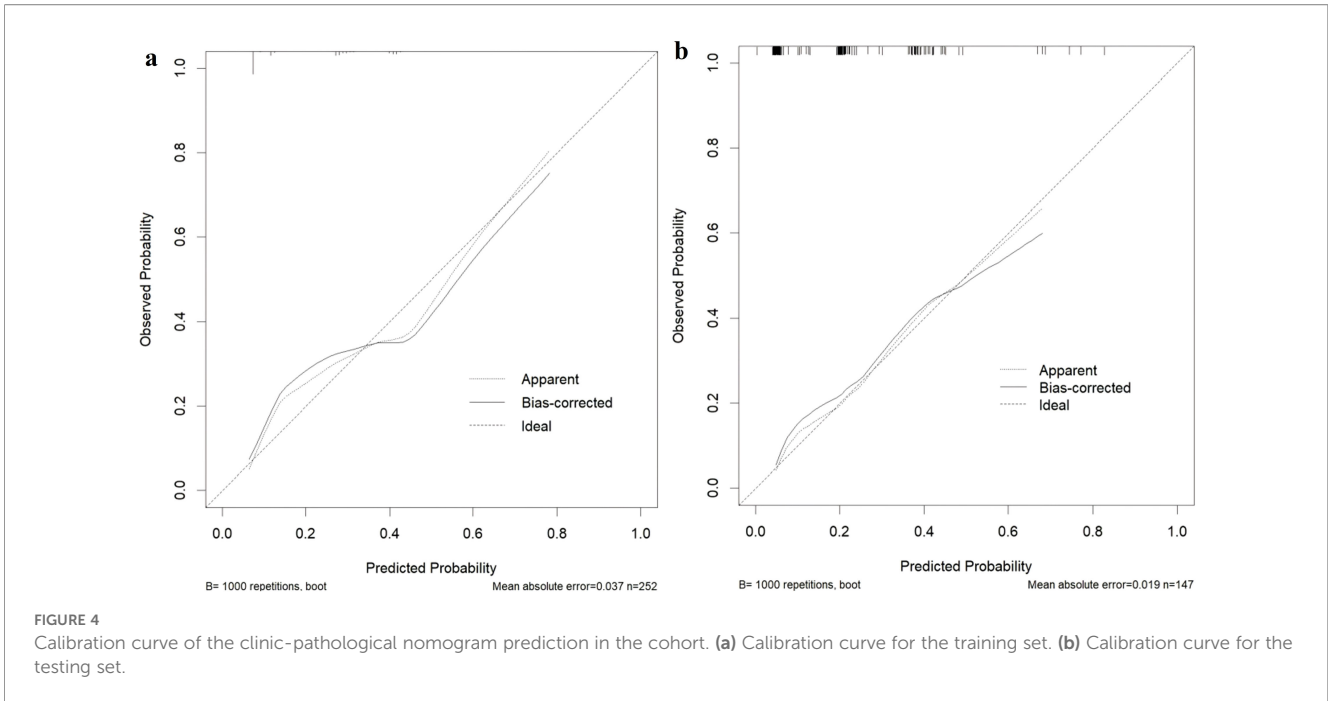 a
1.0
0.8
0.6
0.4
0.2
0.0
Observed Probability
Apparent
Bias-corrected
Ideal
0.0 0.2 0.4 0.6 0.8 1.0
Predicted Probability
B= 1000 repetitions, boot Mean absolute error=0.037 n=252
b
1.0
0.8
0.6
0.4
0.2
0.0
Observed Probability
Apparent
Bias-corrected
Ideal
0.0 0.2 0.4 0.6 0.8 1.0
Predicted Probability
B= 1000 repetitions, boot Mean absolute error=0.019 n=147
FIGURE 4
Calibration curve of the clinic-pathological nomogram prediction in the cohort. (a) Calibration curve for the training set. (b) Calibration curve for the
testing set.